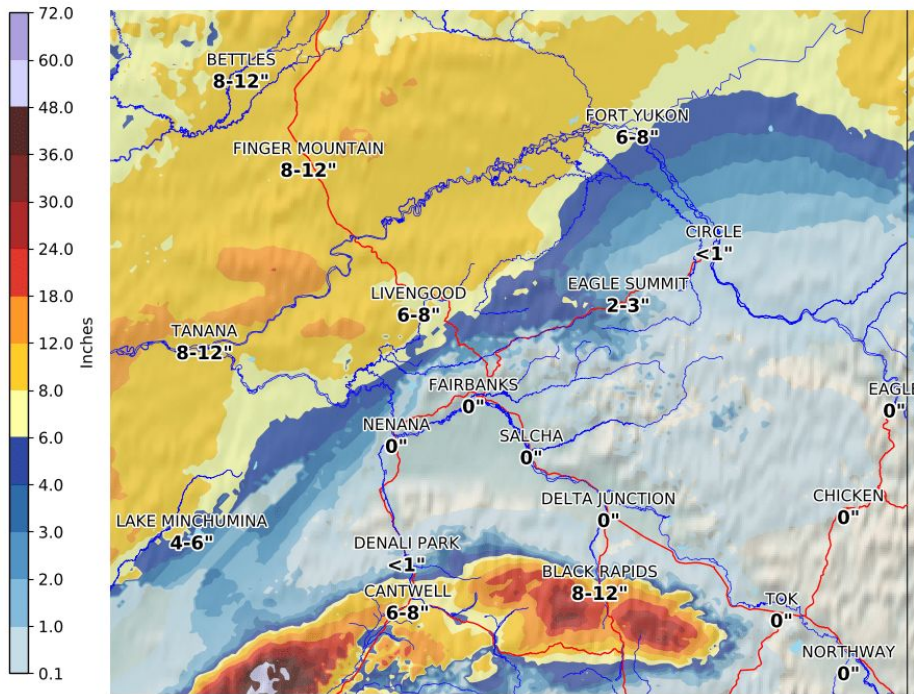 72.0
60.0
48.0
36.0
30.0
24.0
18.0
12.0
8.0
6.0
4.0
3.0
2.0
1.0
0.1
Inches
BETTLES
8-12"
FORT YUKON
6-8"
FINGER MOUNTAIN
8-12"
CIRCLE
<1"
EAGLE SUMMIT
2-3"
LIVENGOOD
6-8"
TANANA
8-12"
FAIRBANKS
0"
EAGLE
0"
NENANA
0"
SALCHA
0"
DELTA JUNCTION
0"
CHICKEN
0"
LAKE MINCHUMINA
4-6"
DENALI PARK
<1"
BLACK RAPIDS
8-12"
CANTWELL
6-8"
TOK
0"
NORTHWAY
0"